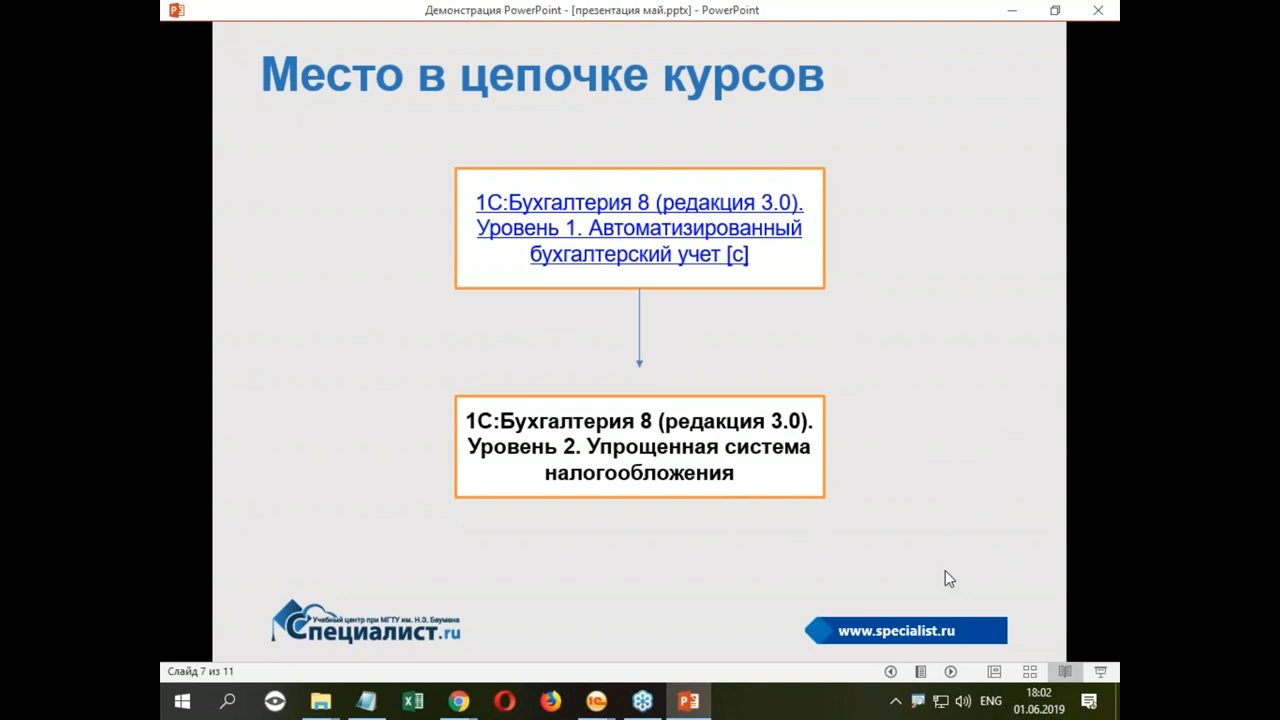 Демонстрация PowerPoint - [презентация май.pptx] - PowerPoint
Место в цепочке курсов
1С:Бухгалтерия 8 (редакция 3.0).
Уровень 1. Автоматизированный
бухгалтерский учет [c]
1С:Бухгалтерия 8 (редакция 3.0).
Уровень 2. Упрощенная система
налогообложения
Учебный центр при МГТУ им. Н.Э. Баумана
Специалист.ru
www.specialist.ru
Слайд 7 из 11
ENG
18:02
01.06.2019